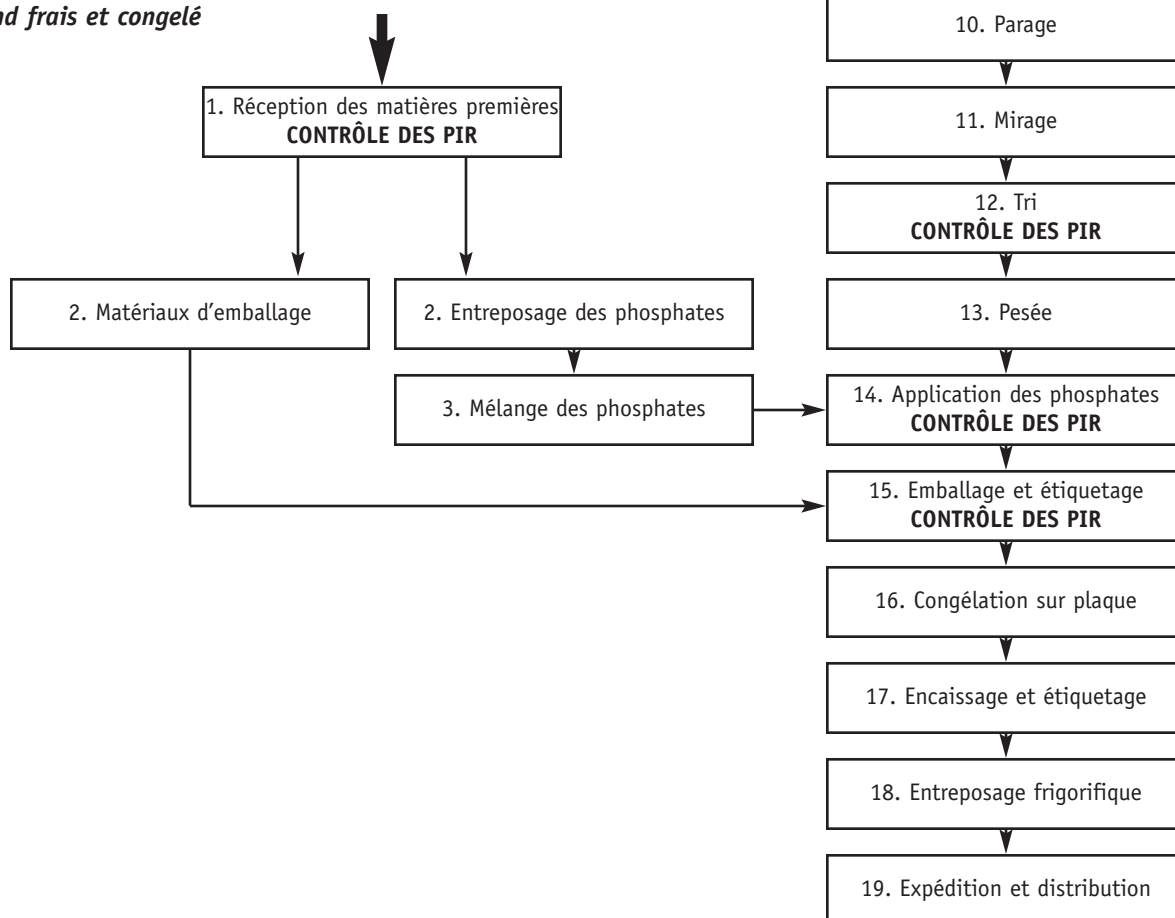 frais et congelé
1. Réception des matières premières
CONTRÔLE DES PIR
2. Matériaux d'emballage
2. Entreposage des phosphates
3. Mélange des phosphates
10. Parage
11. Mirage
12. Tri
CONTRÔLE DES PIR
13. Pesée
14. Application des phosphates
CONTRÔLE DES PIR
15. Emballage et étiquetage
CONTRÔLE DES PIR
16. Congélation sur plaque
17. Encaissage et étiquetage
18. Entreposage frigorifique
19. Expédition et distribution